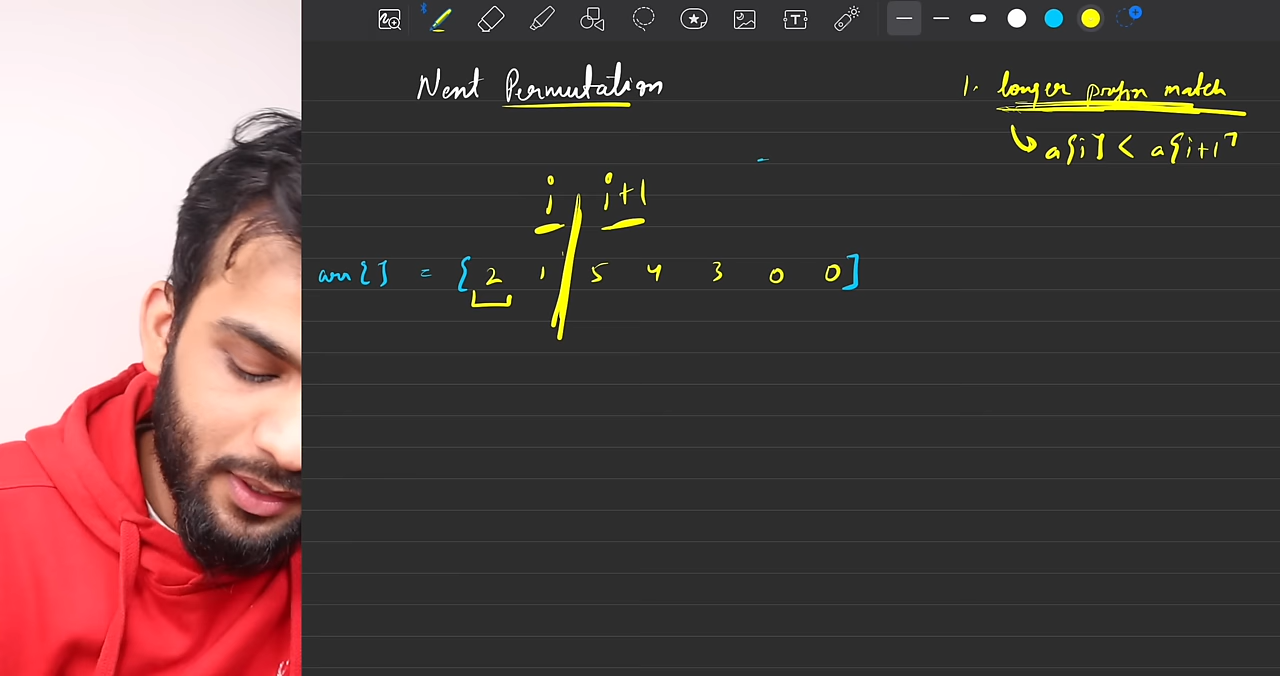 Next Permutation
1. longer prefix match
a[i] < a[i+1]
i i+1
arr[] = [ 2 1 5 4 3 0 0 ]